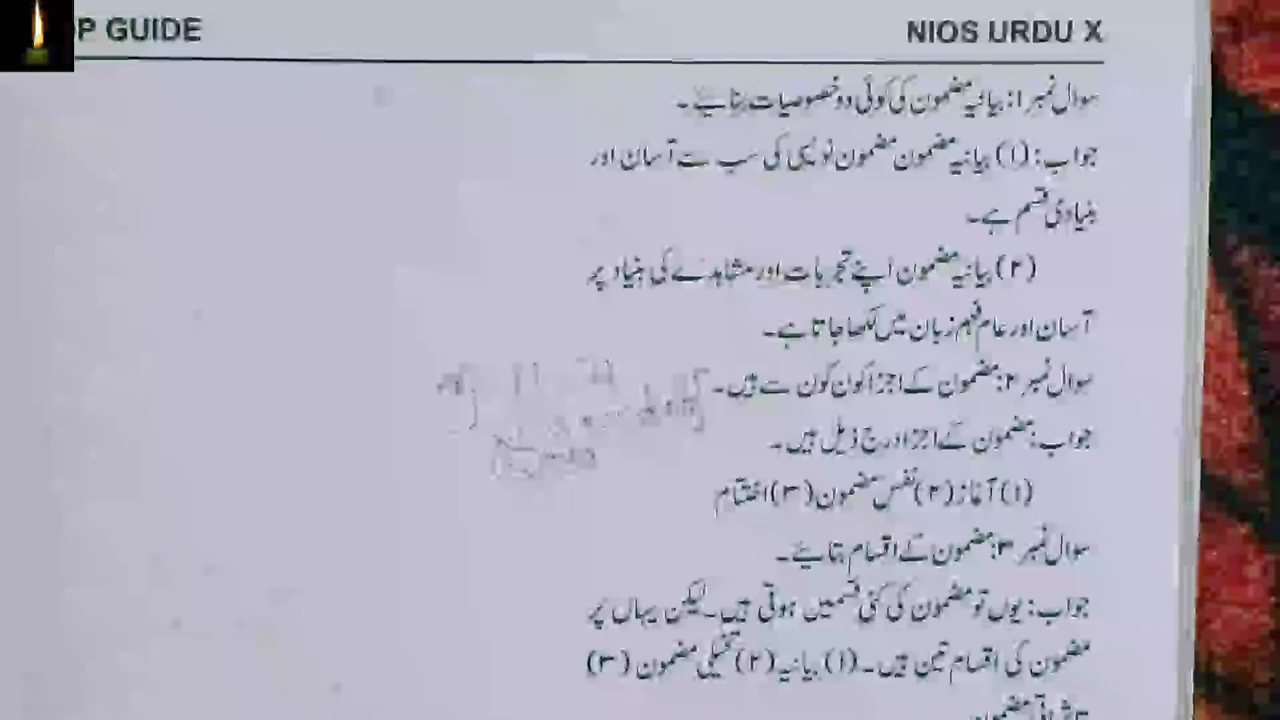 OP GUIDE NIOS URDU X
سوال نمبر ۱: بیانیہ مضمون کی کوئی دو خصوصیات بتایئے۔
جواب: (۱) بیانیہ مضمون مضمون نویسی کی سب سے آسان اور
بنیادی قسم ہے۔
(۲) بیانیہ مضمون اپنے تجربات اور مشاہدے کی بنیاد پر
آسان اور عام فہم زبان میں لکھا جاتا ہے۔
سوال نمبر ۲: مضمون کے اجزا کون کون سے ہیں۔
جواب: مضمون کے اجزا درج ذیل ہیں۔
(۱) آغاز (۲) نفس مضمون (۳) اختتام
سوال نمبر ۳: مضمون کے اقسام بتایئے۔
جواب: یوں تو مضمون کی کئی قسمیں ہوتی ہیں۔ لیکن یہاں پر
مضمون کی اقسام تین ہیں۔ (۱) بیانیہ (۲) تخیلی مضمون (۳)
مضمون